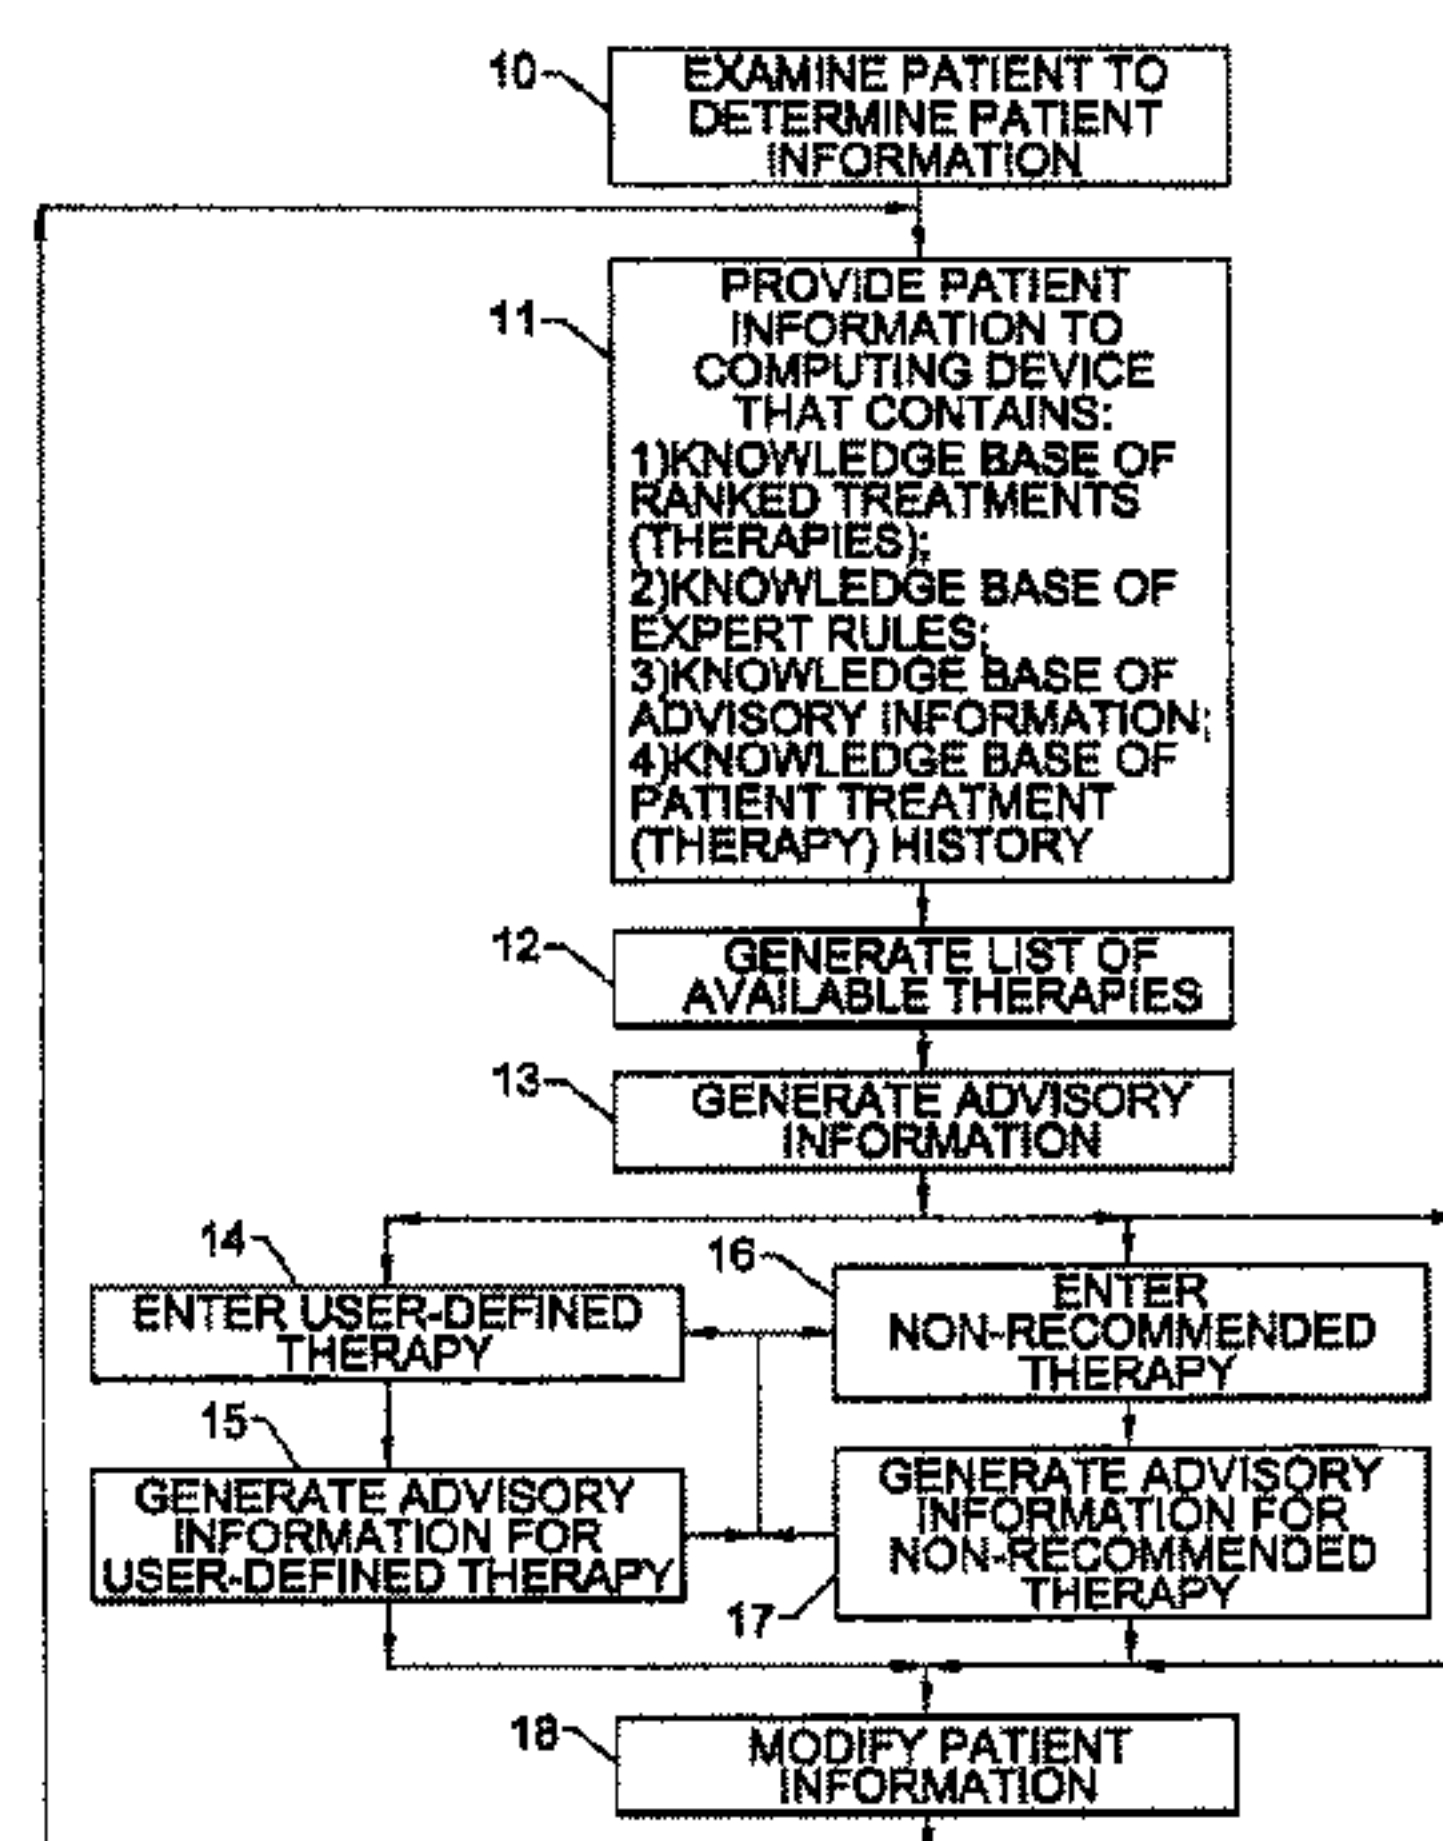 10
EXAMINE PATIENT TO
DETERMINE PATIENT
INFORMATION
11
PROVIDE PATIENT
INFORMATION TO
COMPUTING DEVICE
THAT CONTAINS:
1)KNOWLEDGE BASE OF
RANKED TREATMENTS
(THERAPIES);
2)KNOWLEDGE BASE OF
EXPERT RULES;
3)KNOWLEDGE BASE OF
ADVISORY INFORMATION;
4)KNOWLEDGE BASE OF
PATIENT TREATMENT
(THERAPY) HISTORY
12
GENERATE LIST OF
AVAILABLE THERAPIES
13
GENERATE ADVISORY
INFORMATION
14
ENTER USER-DEFINED
THERAPY
16
ENTER
NON-RECOMMENDED
THERAPY
15
GENERATE ADVISORY
INFORMATION FOR
USER-DEFINED THERAPY
17
GENERATE ADVISORY
INFORMATION FOR
NON-RECOMMENDED
THERAPY
18
MODIFY PATIENT
INFORMATION